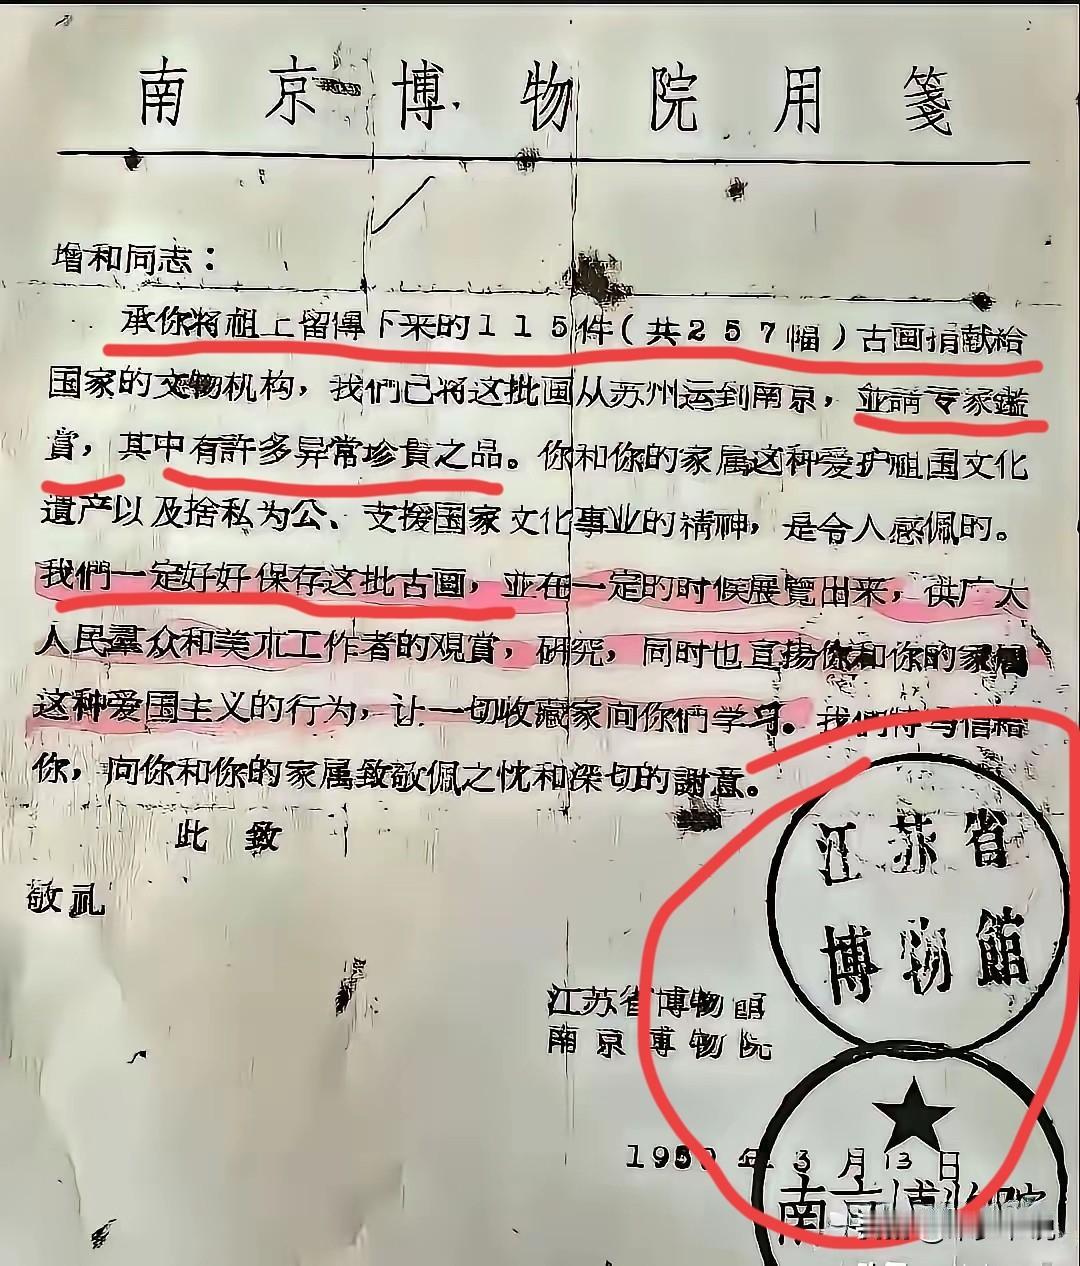 南京博物院用箋
增和同志：
承你将祖上留傳下来的115件（共257幅）古画捐献给
国家的文物机构，我們已将这批画从苏州运到南京，並請专家鑑
賞，其中有許多异常珍貴之品。你和你的家属这种爱护祖国文化
遺产以及捨私为公、支援国家文化事业的精神，是令人感佩的。
我們一定好好保存这批古画，並在一定的时候展覽出来，供广大
人民羣众和美朮工作者的观賞，研究，同时也宣扬你和你的家属
这种爱国主义的行为，让一切收藏家向你們学习。我們特写信給
你，向你和你的家属致敬佩之忱和深切的謝意。
此致
敬礼
江苏省
博物館
江苏省博物館
南京博物院
195 年3月13日
南京博物院